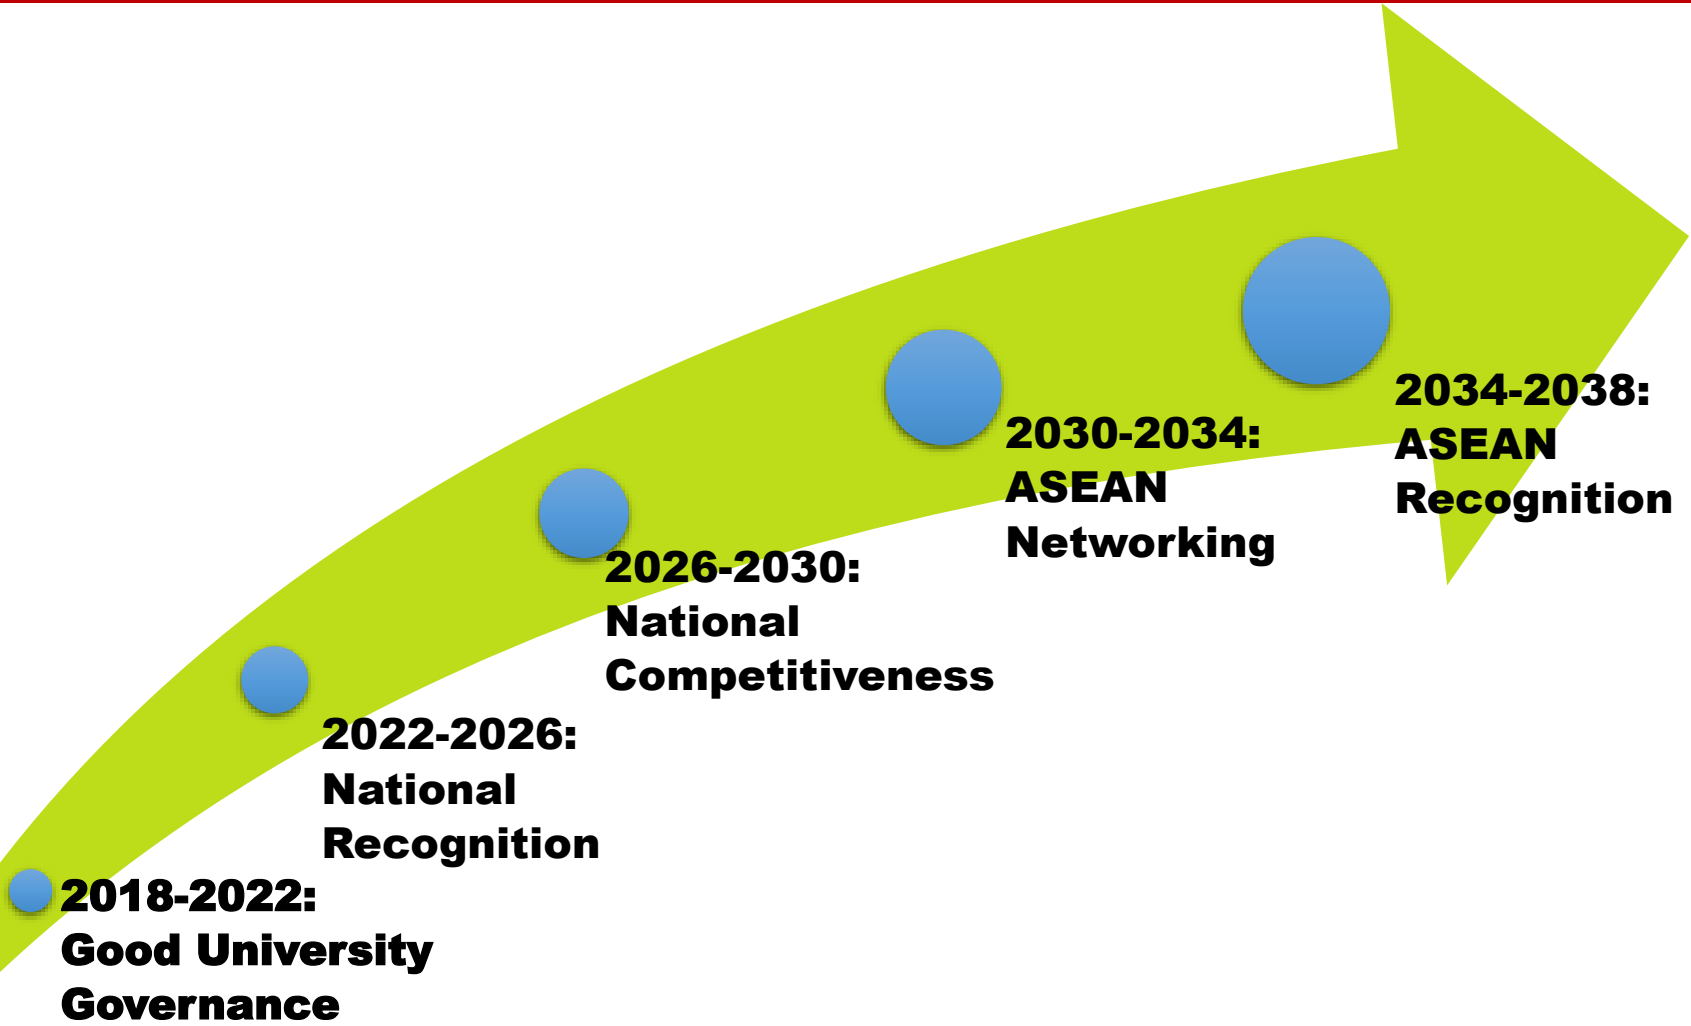 2034-2038:
ASEAN
Recognition
2030-2034:
ASEAN
Networking
2026-2030:
National
Competitiveness
2022-2026:
National
Recognition
2018-2022:
Good University
Governance